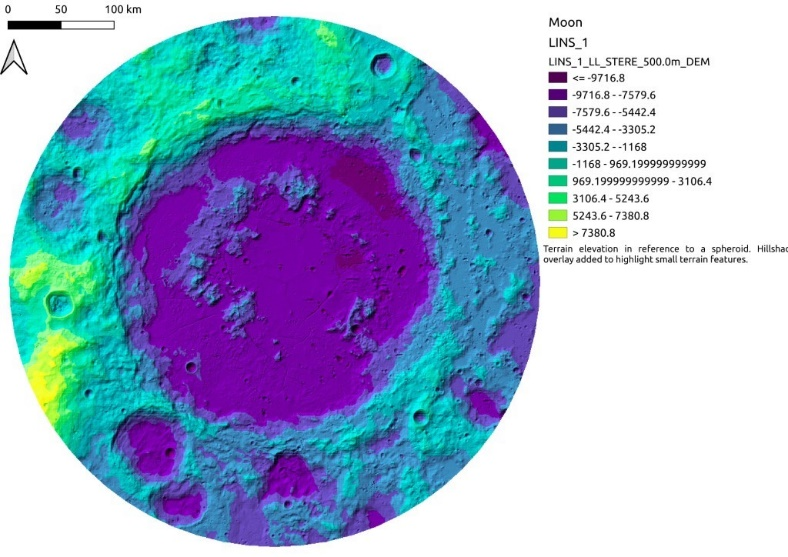 0 50 100 km
Moon
LINS_1
LINS_1_LL_STERE_500.0m_DEM
<= -9716.8
-9716.8 - -7579.6
-7579.6 - -5442.4
-5442.4 - -3305.2
-3305.2 - -1168
-1168 - 969.199999999999
969.199999999999 - 3106.4
3106.4 - 5243.6
5243.6 - 7380.8
> 7380.8
Terrain elevation in reference to a spheroid. Hillshad
overlay added to highlight small terrain features.